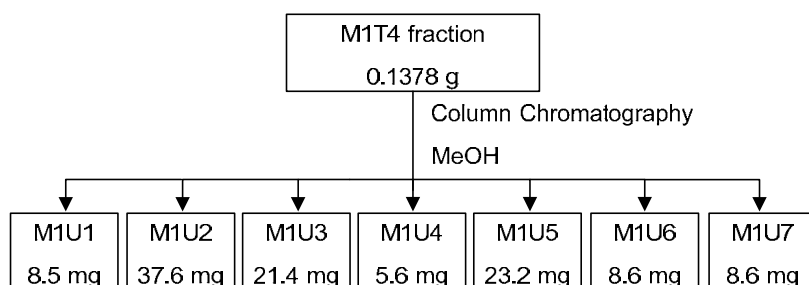 M1T4 fraction
0.1378 g
Column Chromatography
MeOH
M1U1 M1U2 M1U3 M1U4 M1U5 M1U6 M1U7
8.5 mg 37.6 mg 21.4 mg 5.6 mg 23.2 mg 8.6 mg 8.6 mg